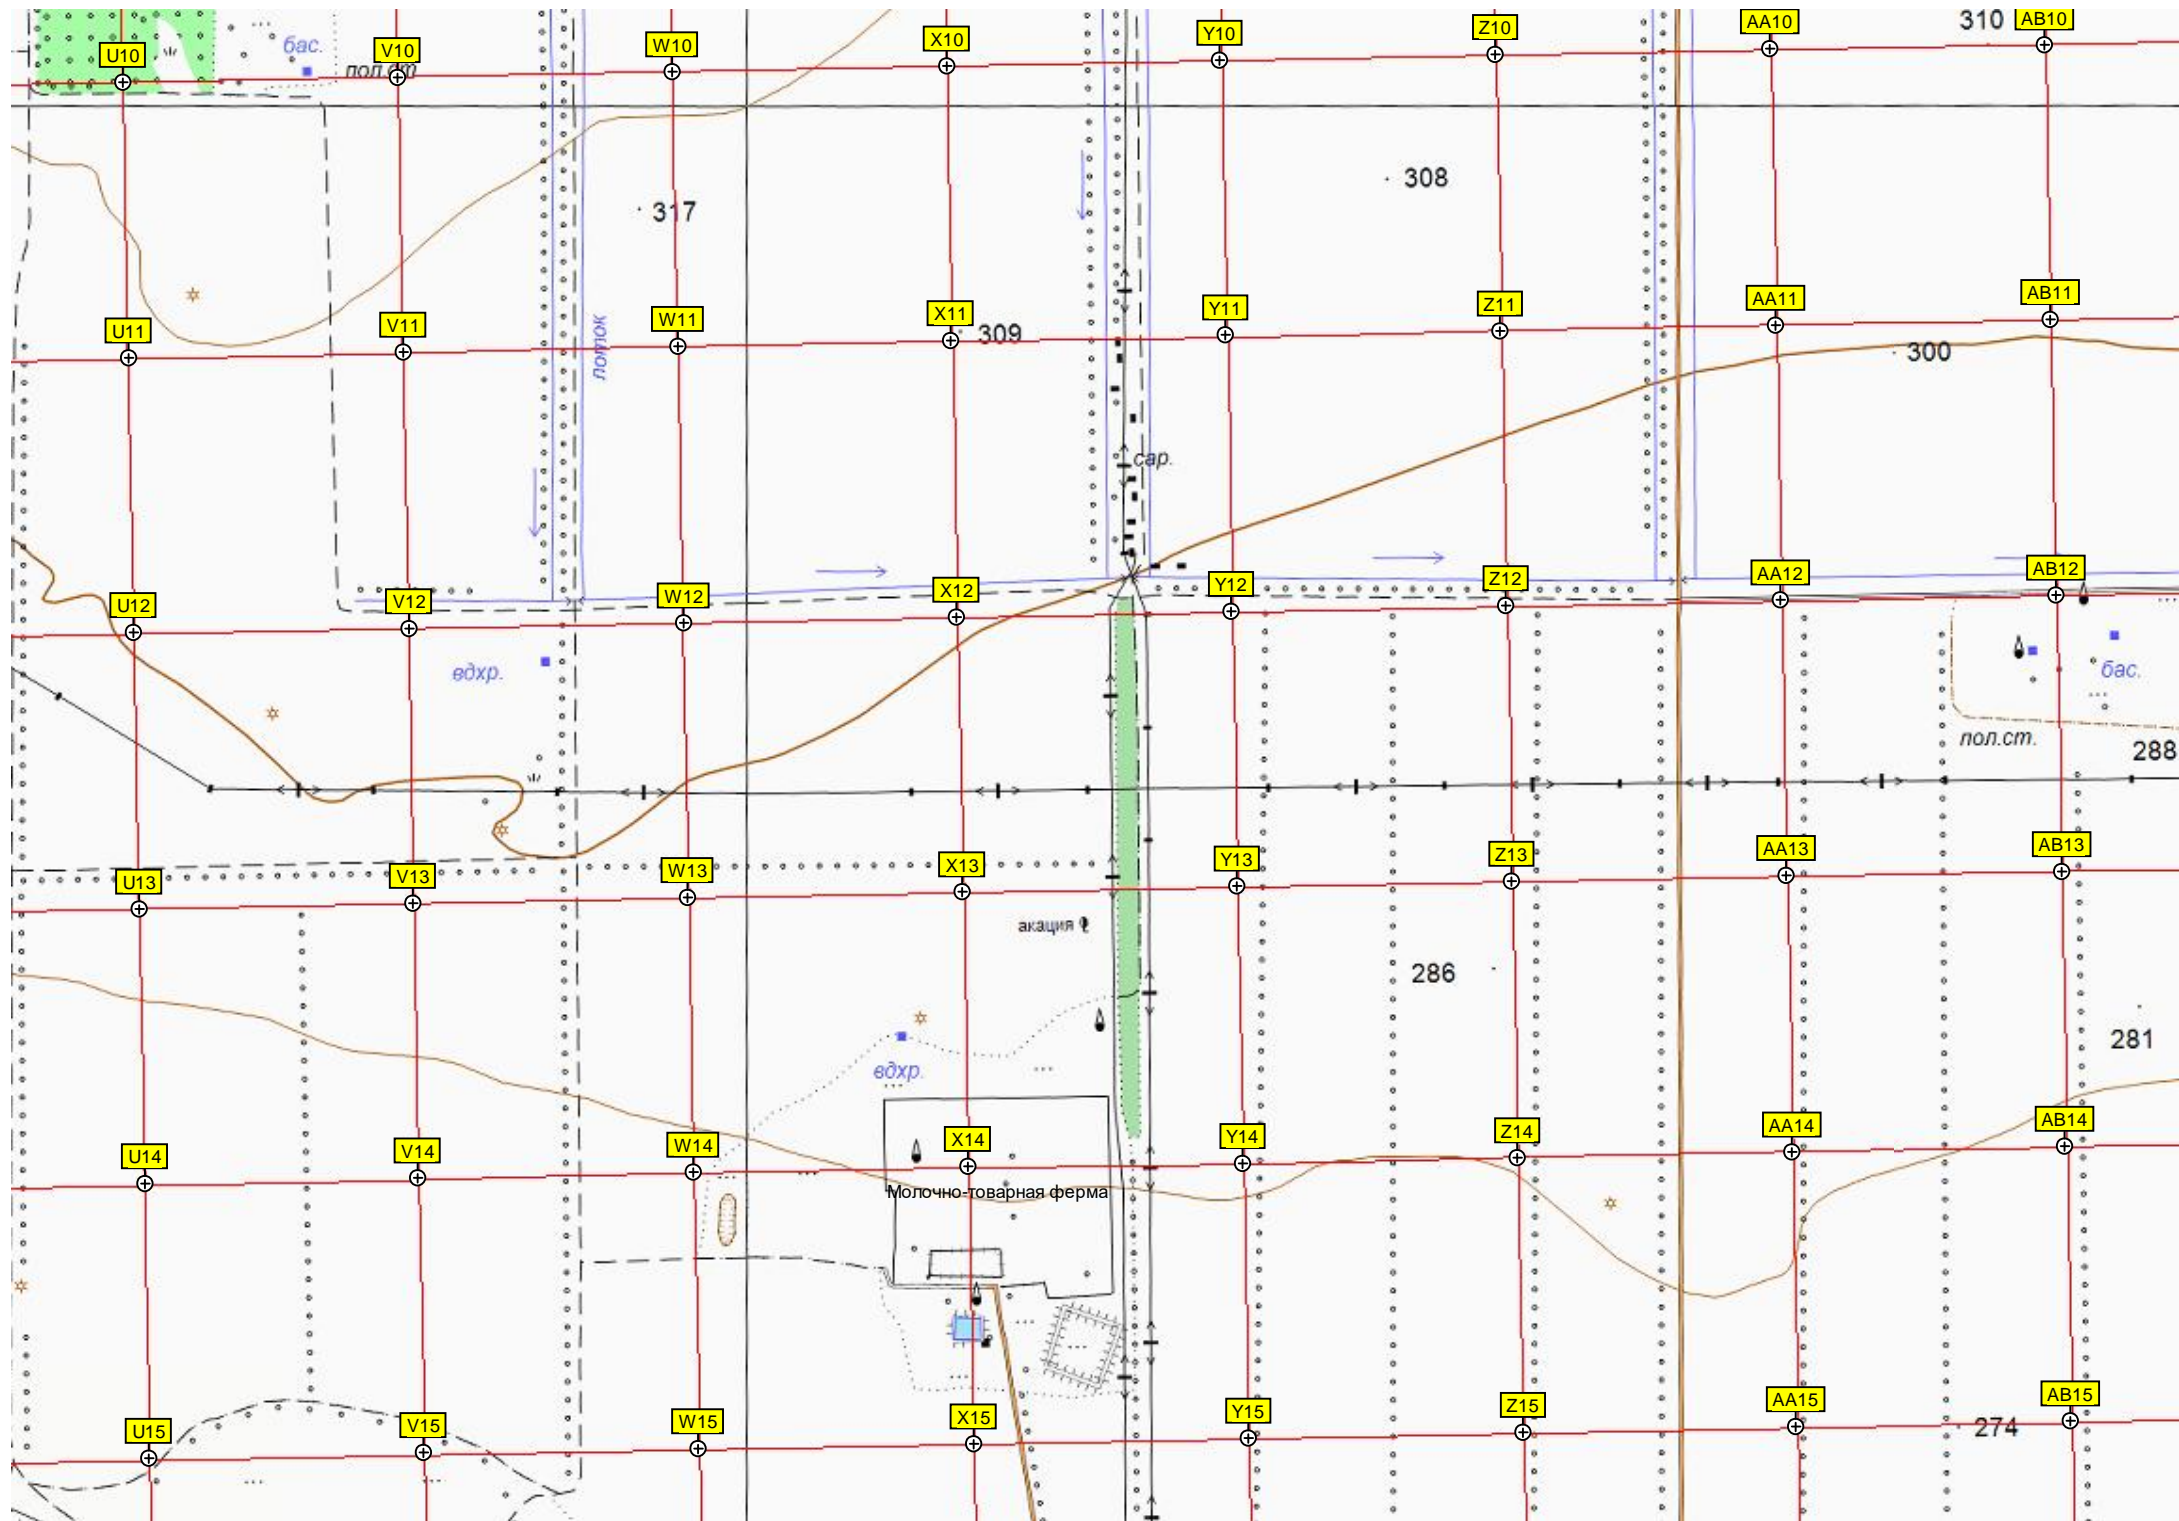 U10
V10
W10
X10
Y10
Z10
AA10
310
AB10
бас.
пол.ст.
308
317
U11
V11
W11
X11
Y11
Z11
AA11
AB11
309
300
лоток
сар.
U12
V12
W12
X12
Y12
Z12
AA12
AB12
вдхр.
бас.
пол.ст.
288
U13
V13
W13
X13
Y13
Z13
AA13
AB13
акация
286
281
вдхр.
U14
V14
W14
X14
Y14
Z14
AA14
AB14
Молочно-товарная ферма
U15
V15
W15
X15
Y15
Z15
AA15
AB15
274